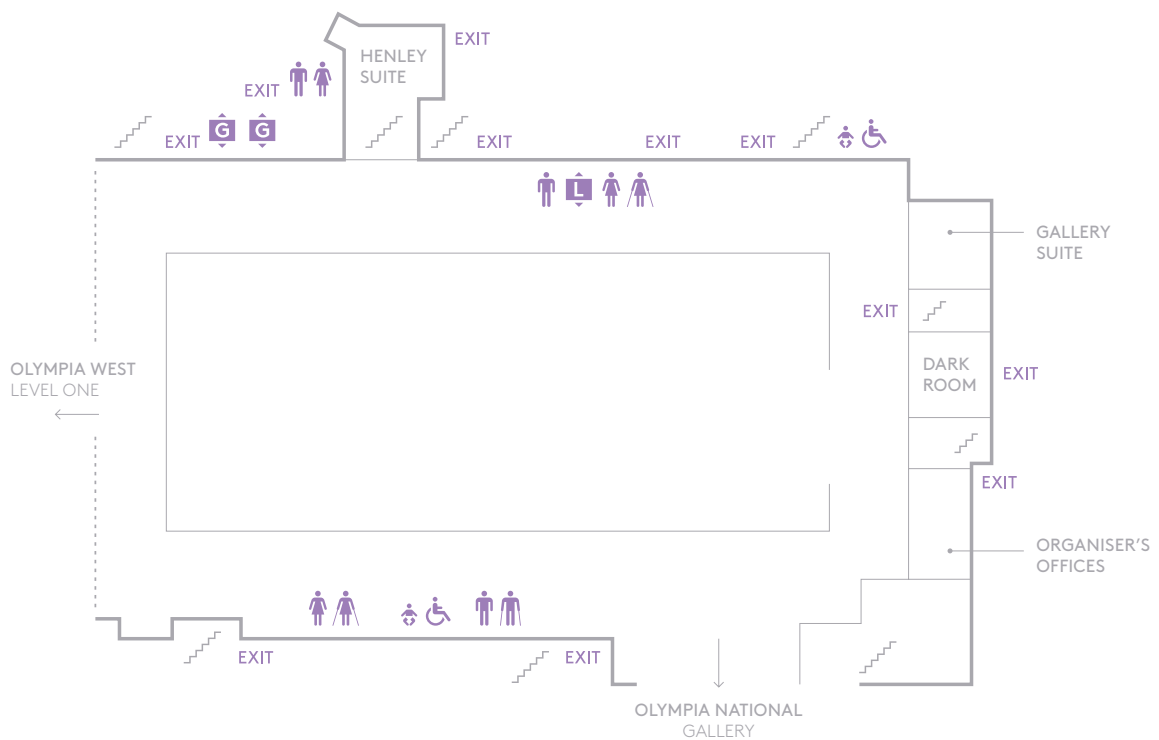 HENLEY
SUITE
EXIT
EXIT
EXIT
G
G
EXIT
EXIT
EXIT
L
GALLERY
SUITE
EXIT
OLYMPIA WEST
LEVEL ONE
DARK
ROOM
EXIT
EXIT
ORGANISER'S
OFFICES
EXIT
EXIT
OLYMPIA NATIONAL
GALLERY